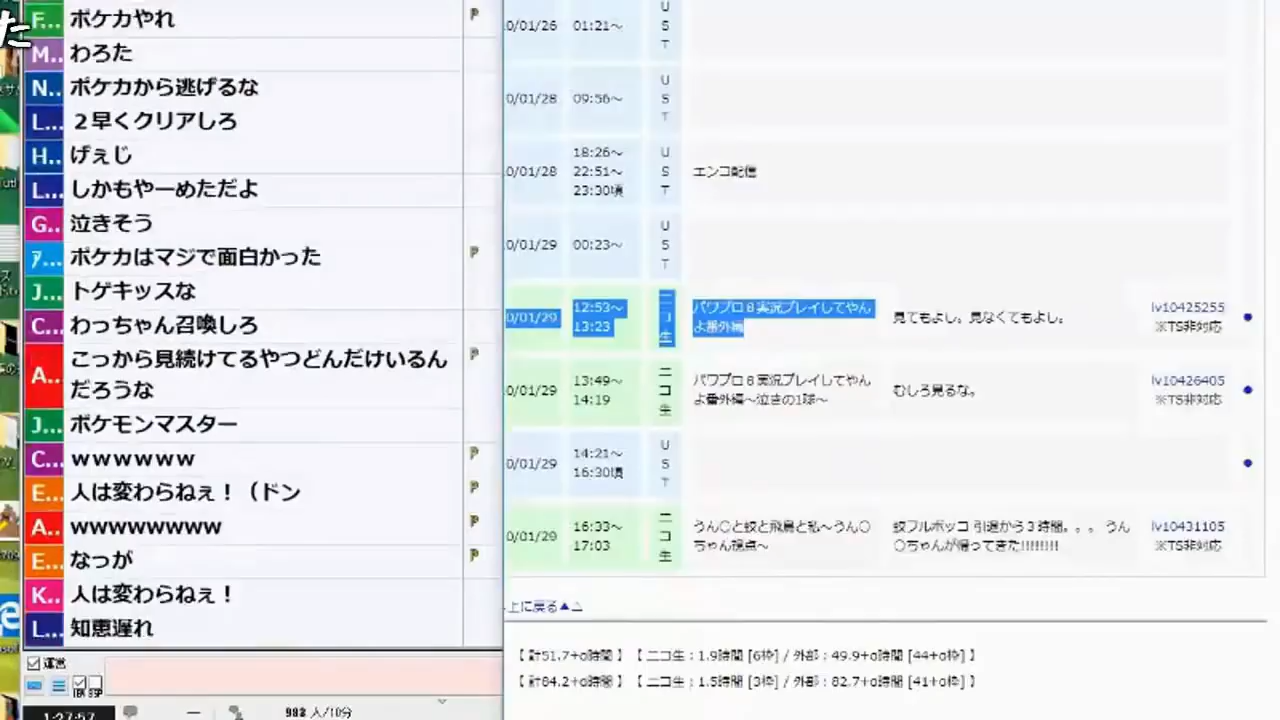 た
F... ポケカやれ
M.. わろた
N.. ポケカから逃げるな
L... ２早くクリアしろ
H.. げぇじ
L... しかもやーめただよ
G.. 泣きそう
ｱ... ポケカはマジで面白かった
J... トゲキッスな
C... わっちゃん召喚しろ
A... こっから見続けてるやつどんだけいるん
だろうな
J... ポケモンマスター
C... ｗｗｗｗｗｗ
E... 人は変わらねぇ！（ドン
A... wwwwwwwww
E... なっが
K... 人は変わらねぇ！
L... 知恵遅れ
運営
1:27:57
983 人/10分
0/01/26 01:21～ UST
0/01/28 09:56～ UST
0/01/28 18:26～ 22:51～ 23:30頃 UST エンコ配信
0/01/29 00:23～ UST
0/01/29 12:53～ 13:23 ニコ生 パワプロ８実況プレイしてやんよ番外編 見てもよし。見なくてもよし。 lv10425255 ※TS非対応
0/01/29 13:49～ 14:19 ニコ生 パワプロ８実況プレイしてやんよ番外編～泣きの1球～ むしろ見るな。 lv10426405 ※TS非対応
0/01/29 14:21～ 16:30頃 UST
0/01/29 16:33～ 17:03 ニコ生 うん〇と蚊と飛鳥と私～うん〇ちゃん視点～ 蚊フルボッコ 引退から３時間。。。 うん〇ちゃんが帰ってきた!!!!!!!! lv10431105 ※TS非対応
上に戻る▲△
【 計51.7+α時間 】 【 ニコ生：1.9時間 [6枠] / 外部：49.9+α時間 [44+α枠] 】
【 計84.2+α時間 】 【 ニコ生：1.5時間 [3枠] / 外部：82.7+α時間 [41+α枠] 】